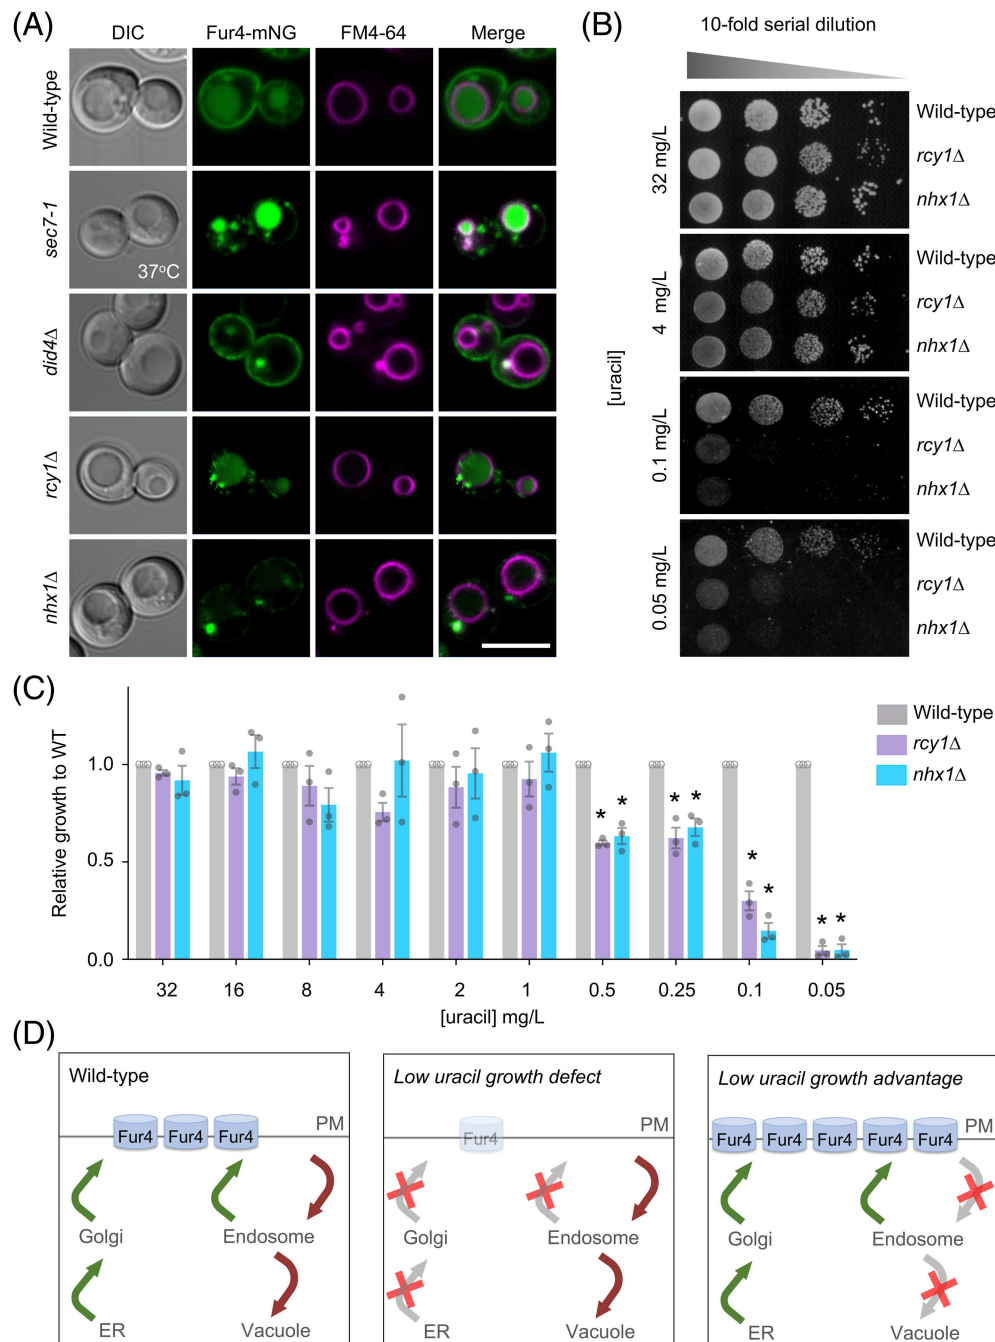 (A)
DIC Fur4-mNG FM4-64 Merge
Wild-type
sec7-1
37°C
did4Δ
rcy1Δ
nhx1Δ
(B)
10-fold serial dilution
[uracil]
32 mg/L
Wild-type
rcy1Δ
nhx1Δ
4 mg/L
Wild-type
rcy1Δ
nhx1Δ
0.1 mg/L
Wild-type
rcy1Δ
nhx1Δ
0.05 mg/L
Wild-type
rcy1Δ
nhx1Δ
(C)
Relative growth to WT
1.0
0.5
0.0
* * * * * * * *
32 16 8 4 2 1 0.5 0.25 0.1 0.05
[uracil] mg/L
Wild-type
rcy1Δ
nhx1Δ
(D)
Wild-type
PM
Fur4 Fur4 Fur4
Golgi Endosome
ER Vacuole
Low uracil growth defect
PM
Fur4
Golgi Endosome
ER Vacuole
Low uracil growth advantage
PM
Fur4 Fur4 Fur4 Fur4 Fur4
Golgi Endosome
ER Vacuole